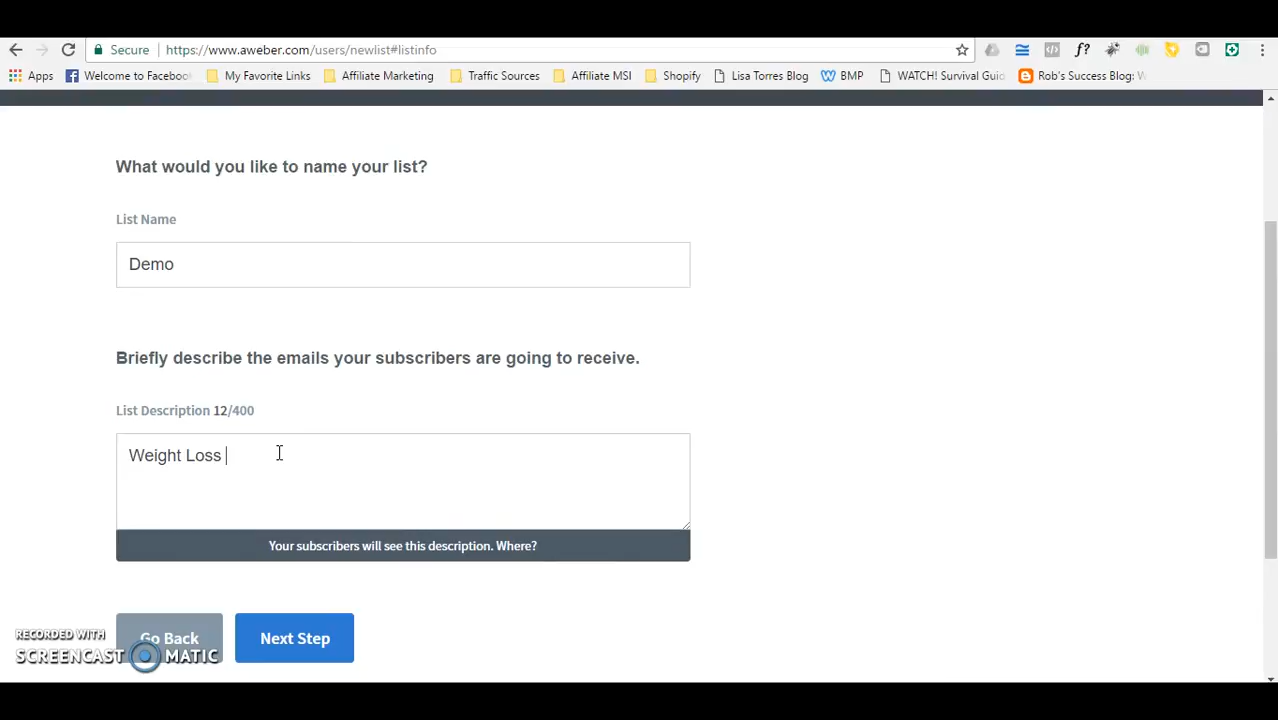 Secure https://www.aweber.com/users/newlist#listinfo
Apps Welcome to Faceboo My Favorite Links Affiliate Marketing Traffic Sources Affiliate MSI Shopify Lisa Torres Blog BMP WATCH! Survival Guid Rob's Success Blog: W
What would you like to name your list?
List Name
Demo
Briefly describe the emails your subscribers are going to receive.
List Description 12/400
Weight Loss
Your subscribers will see this description. Where?
Go Back Next Step
RECORDED WITH
SCREENCAST MATIC